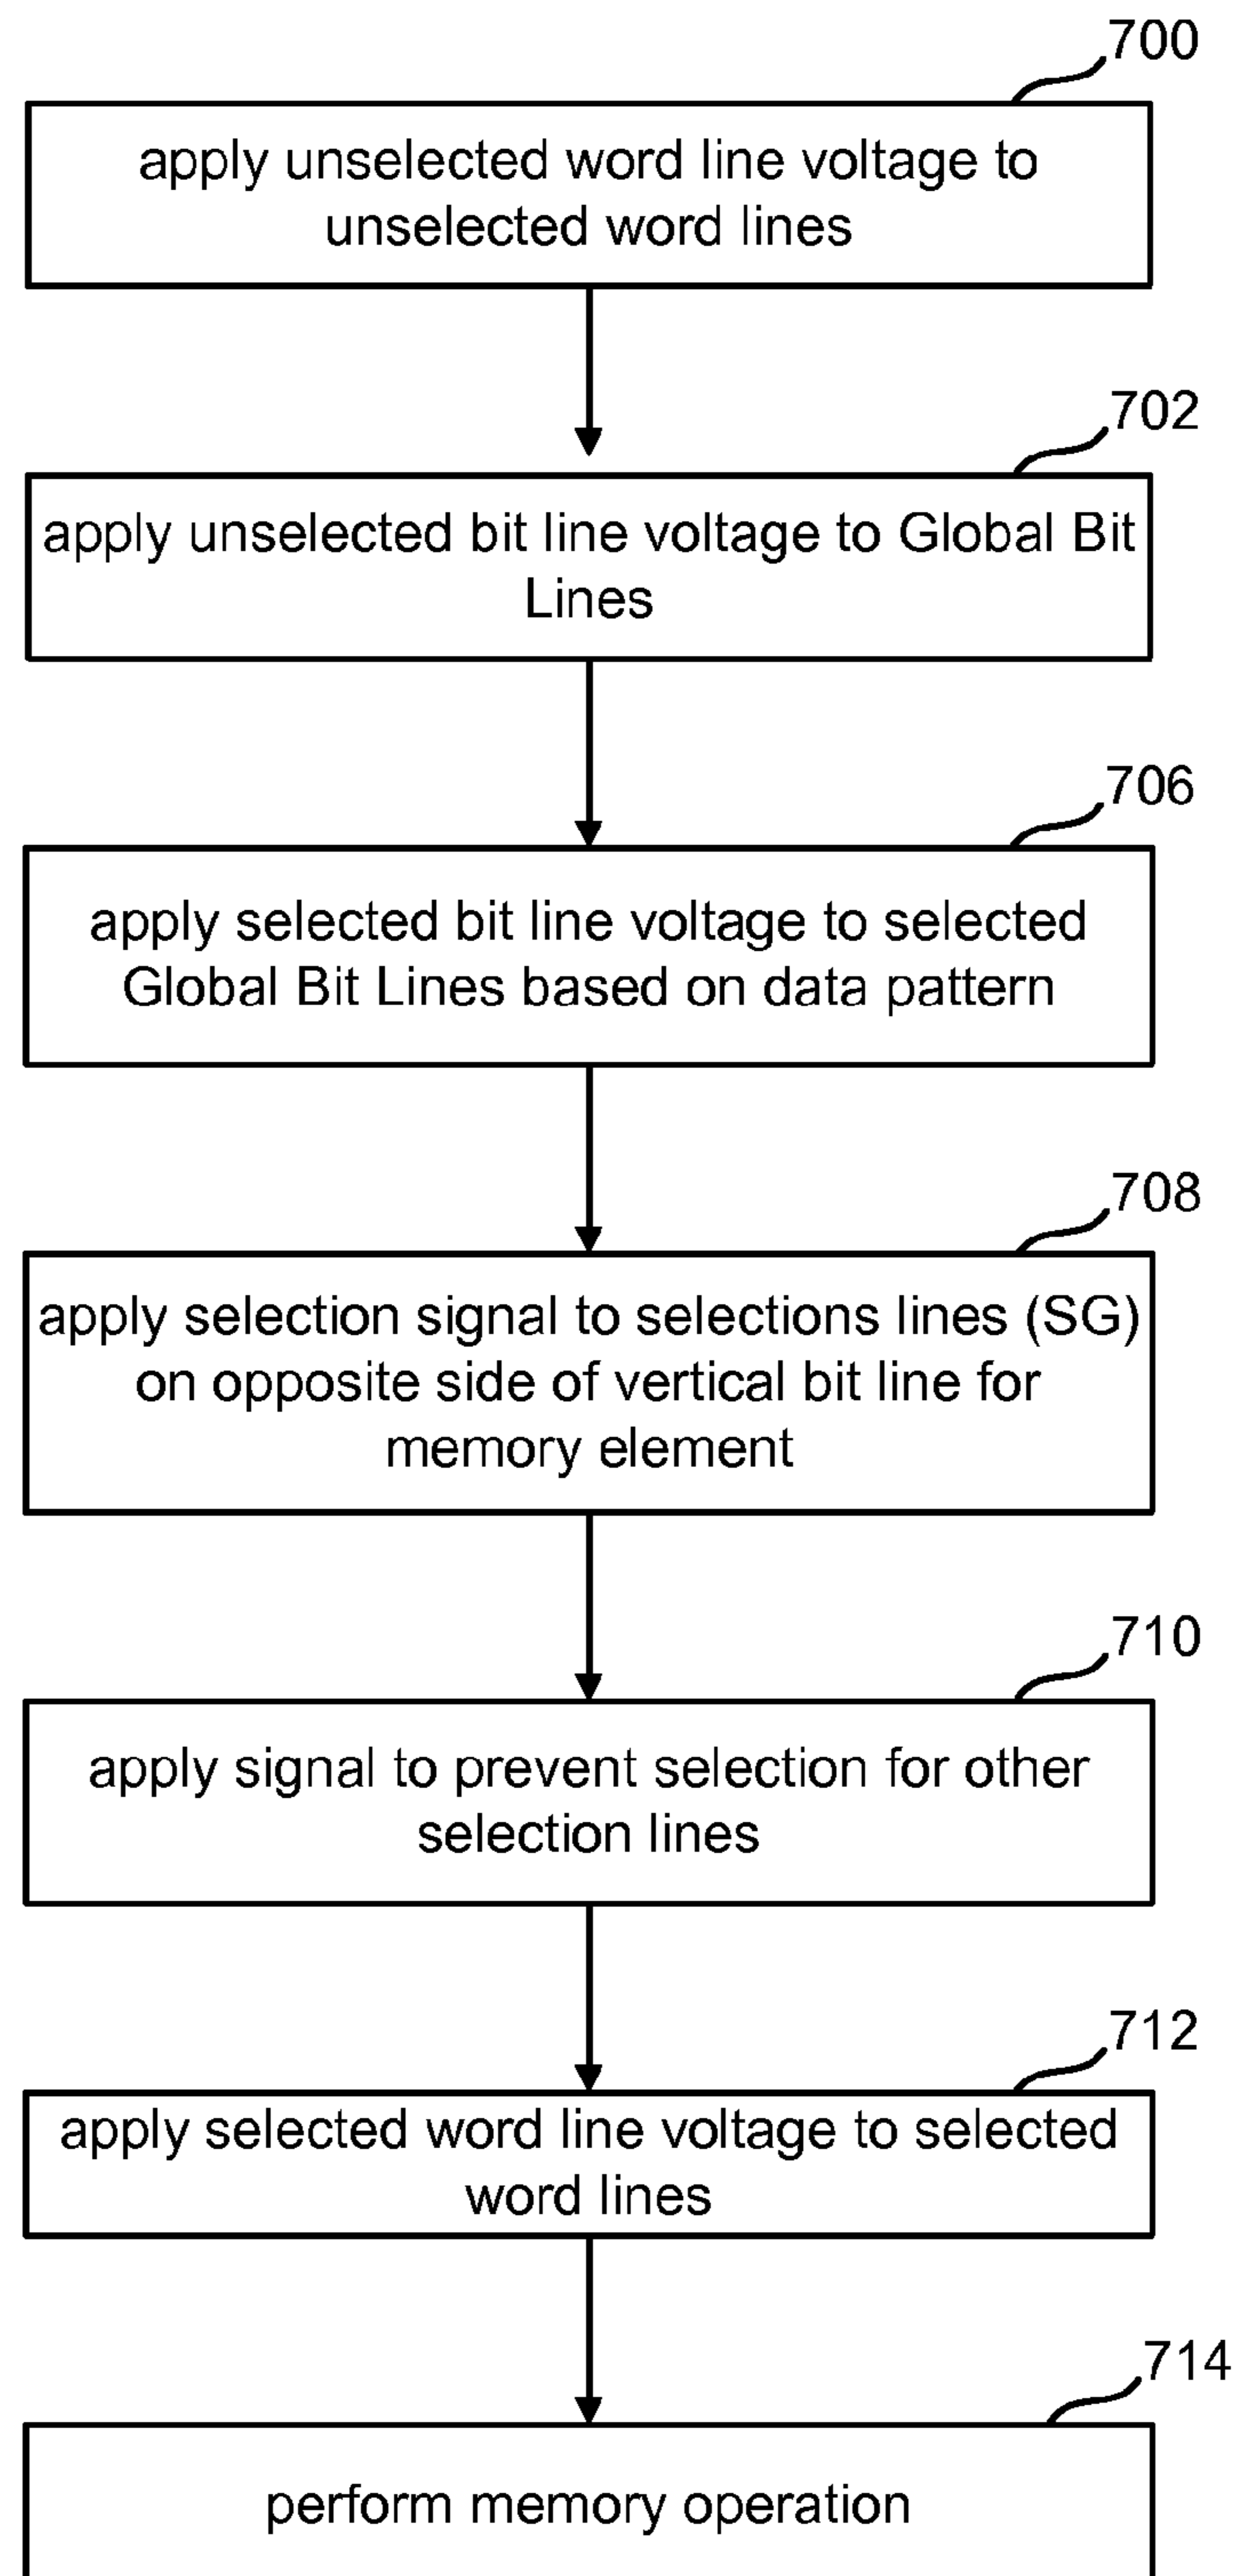 700
apply unselected word line voltage to
unselected word lines
702
apply unselected bit line voltage to Global Bit
Lines
706
apply selected bit line voltage to selected
Global Bit Lines based on data pattern
708
apply selection signal to selections lines (SG)
on opposite side of vertical bit line for
memory element
710
apply signal to prevent selection for other
selection lines
712
apply selected word line voltage to selected
word lines
714
perform memory operation